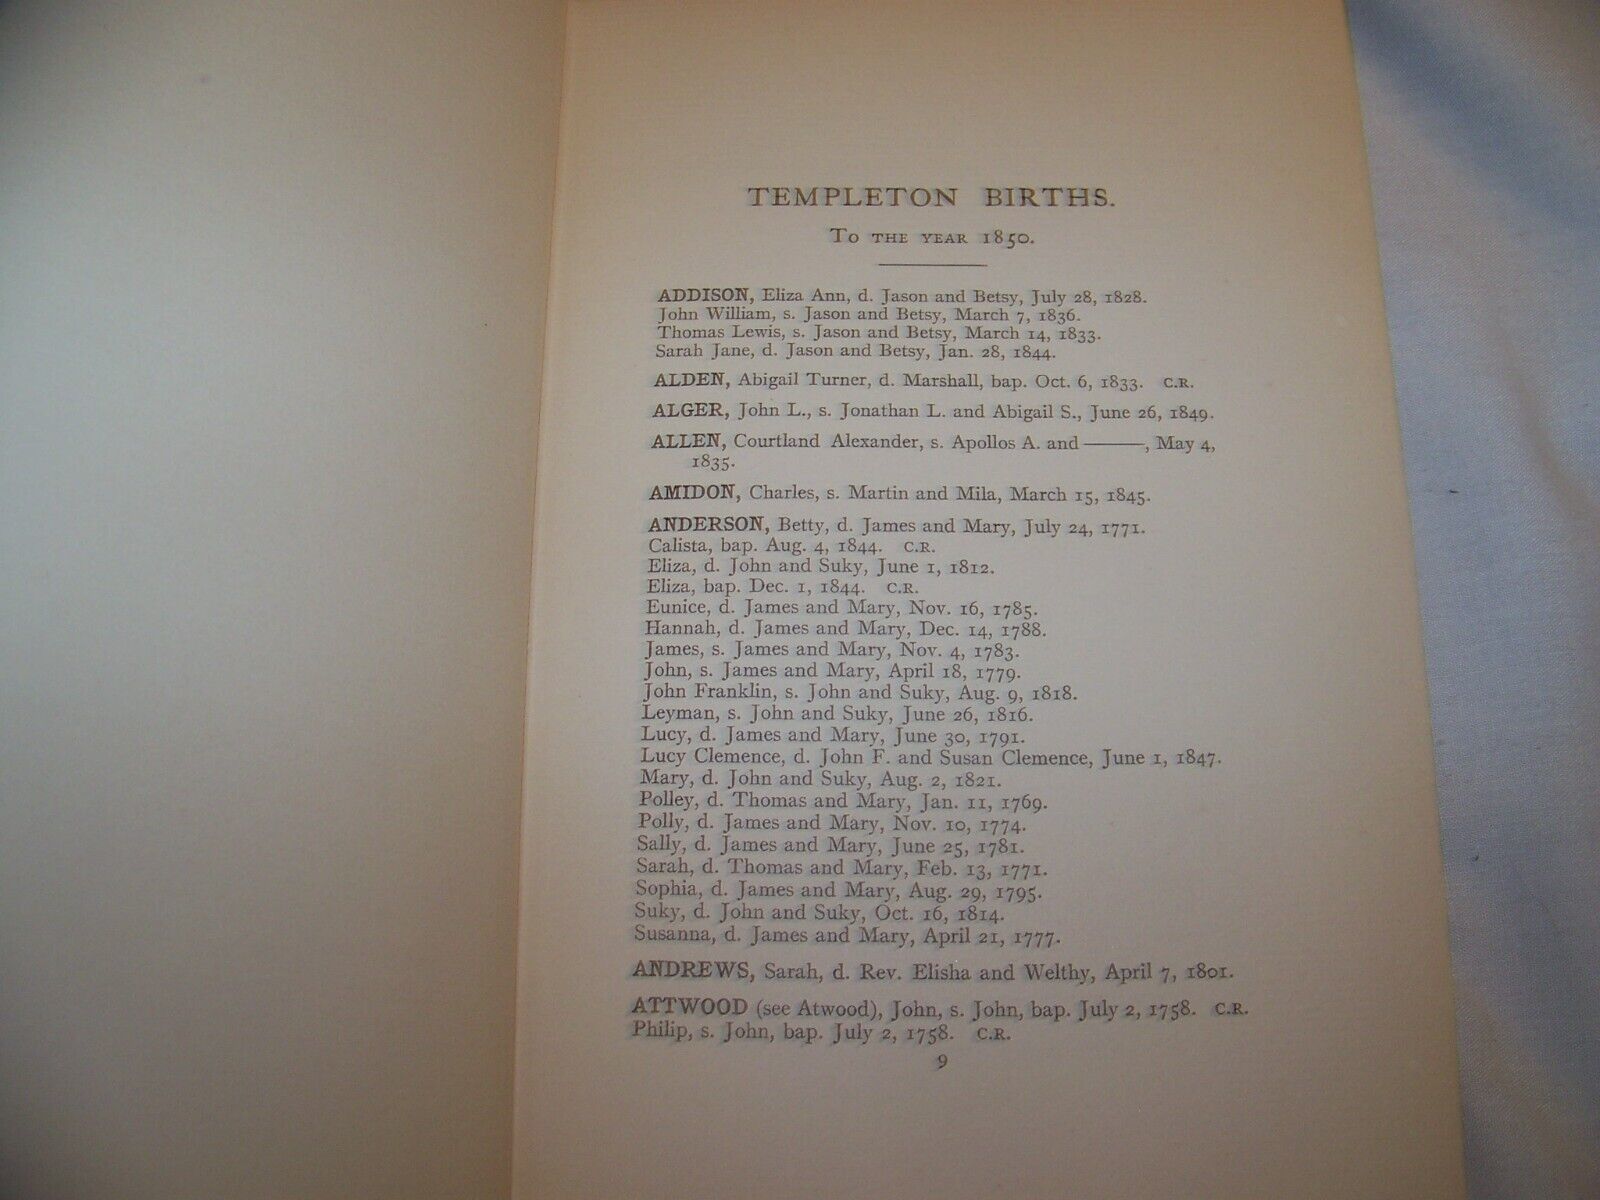 TEMPLETON BIRTHS.
TO THE YEAR 1850.
ADDISON, Eliza Ann, d. Jason and Betsy, July 28, 1828.
John William, s. Jason and Betsy, March 7, 1836.
Thomas Lewis, s. Jason and Betsy, March 14, 1833.
Sarah Jane, d. Jason and Betsy, Jan. 28, 1844.
ALDEN, Abigail Turner, d. Marshall, bap. Oct. 6, 1833. C.R.
ALGER, John L., s. Jonathan L. and Abigail S., June 26, 1849.
ALLEN, Courtland Alexander, s. Apollos A. and ———, May 4,
1835.
AMIDON, Charles, s. Martin and Mila, March 15, 1845.
ANDERSON, Betty, d. James and Mary, July 24, 1771.
Calista, bap. Aug. 4, 1844. C.R.
Eliza, d. John and Suky, June 1, 1812.
Eliza, bap. Dec. 1, 1844. C.R.
Eunice, d. James and Mary, Nov. 16, 1785.
Hannah, d. James and Mary, Dec. 14, 1788.
James, s. James and Mary, Nov. 4, 1783.
John, s. James and Mary, April 18, 1779.
John Franklin, s. John and Suky, Aug. 9, 1818.
Leyman, s. John and Suky, June 26, 1816.
Lucy, d. James and Mary, June 30, 1791.
Lucy Clemence, d. John F. and Susan Clemence, June 1, 1847.
Mary, d. John and Suky, Aug. 2, 1821.
Polley, d. Thomas and Mary, Jan. 11, 1769.
Polly, d. James and Mary, Nov. 10, 1774.
Sally, d. James and Mary, June 25, 1781.
Sarah, d. Thomas and Mary, Feb. 13, 1771.
Sophia, d. James and Mary, Aug. 29, 1795.
Suky, d. John and Suky, Oct. 16, 1814.
Susanna, d. James and Mary, April 21, 1777.
ANDREWS, Sarah, d. Rev. Elisha and Welthy, April 7, 1801.
ATTWOOD (see Atwood), John, s. John, bap. July 2, 1758. C.R.
Philip, s. John, bap. July 2, 1758. C.R.
9